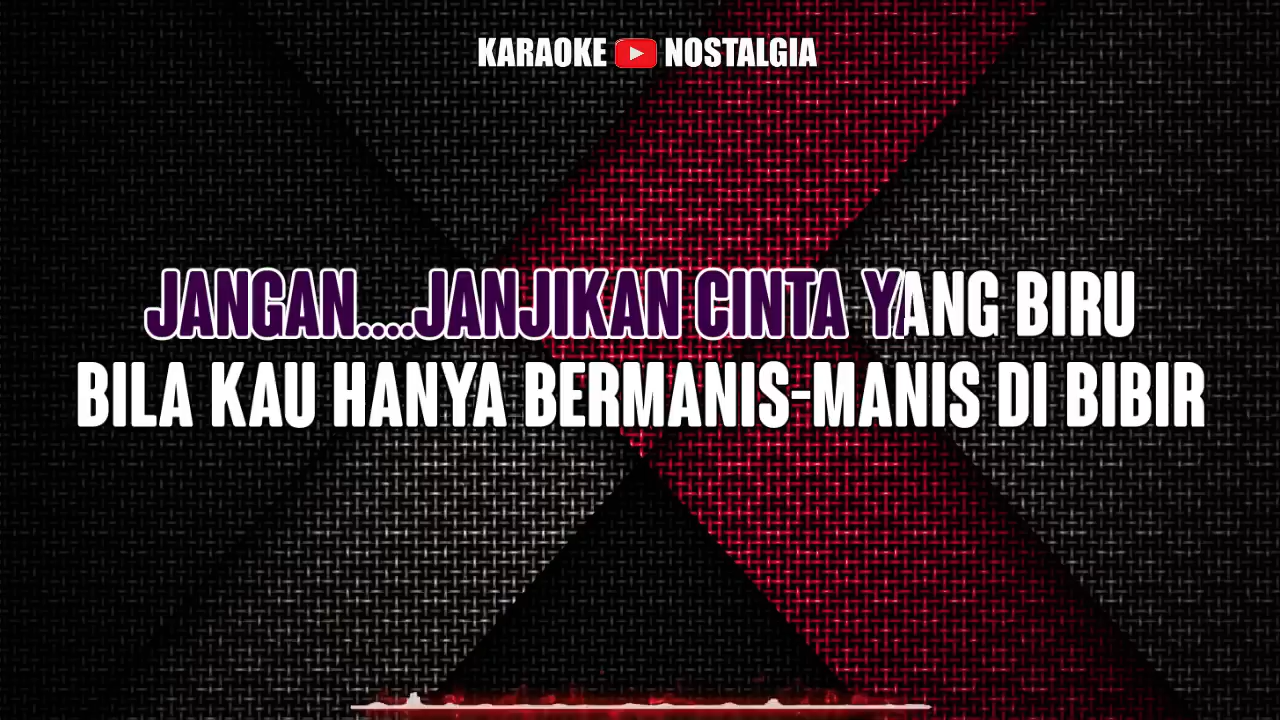 KARAOKE NOSTALGIA
JANGAN....JANJIKAN CINTA YANG BIRU
BILA KAU HANYA BERMANIS-MANIS DI BIBIR